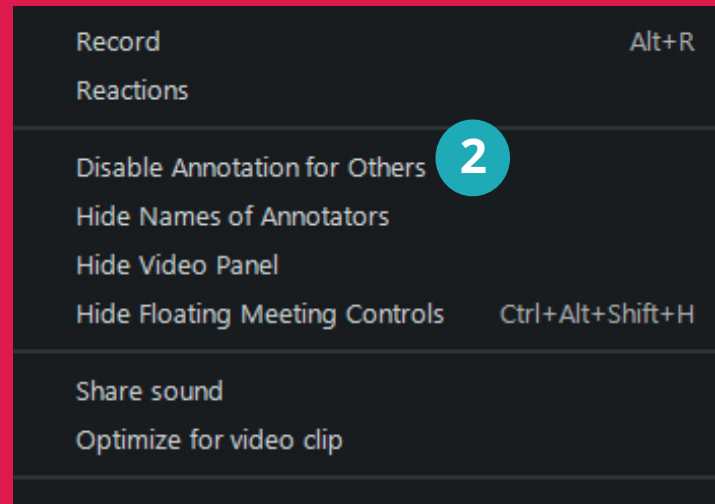 Record Alt+R
Reactions
Disable Annotation for Others 2
Hide Names of Annotators
Hide Video Panel
Hide Floating Meeting Controls Ctrl+Alt+Shift+H
Share sound
Optimize for video clip